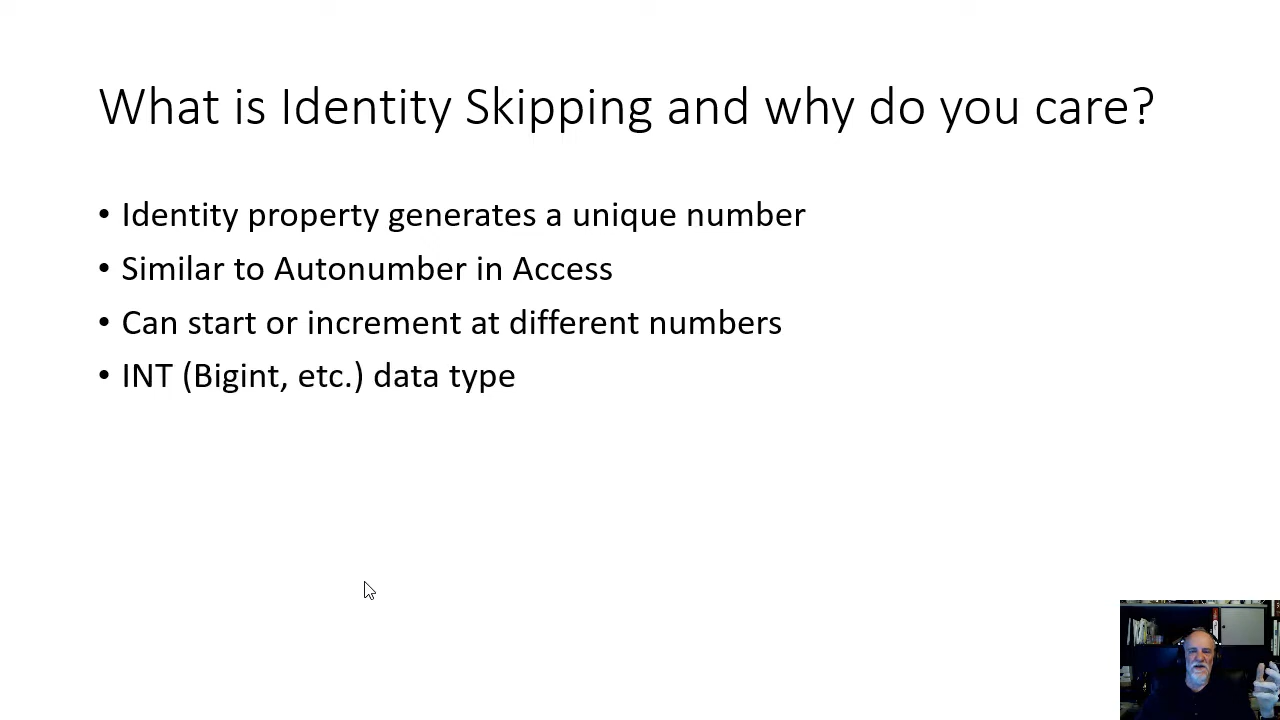 What is Identity Skipping and why do you care?
• Identity property generates a unique number
• Similar to Autonumber in Access
• Can start or increment at different numbers
• INT (Bigint, etc.) data type